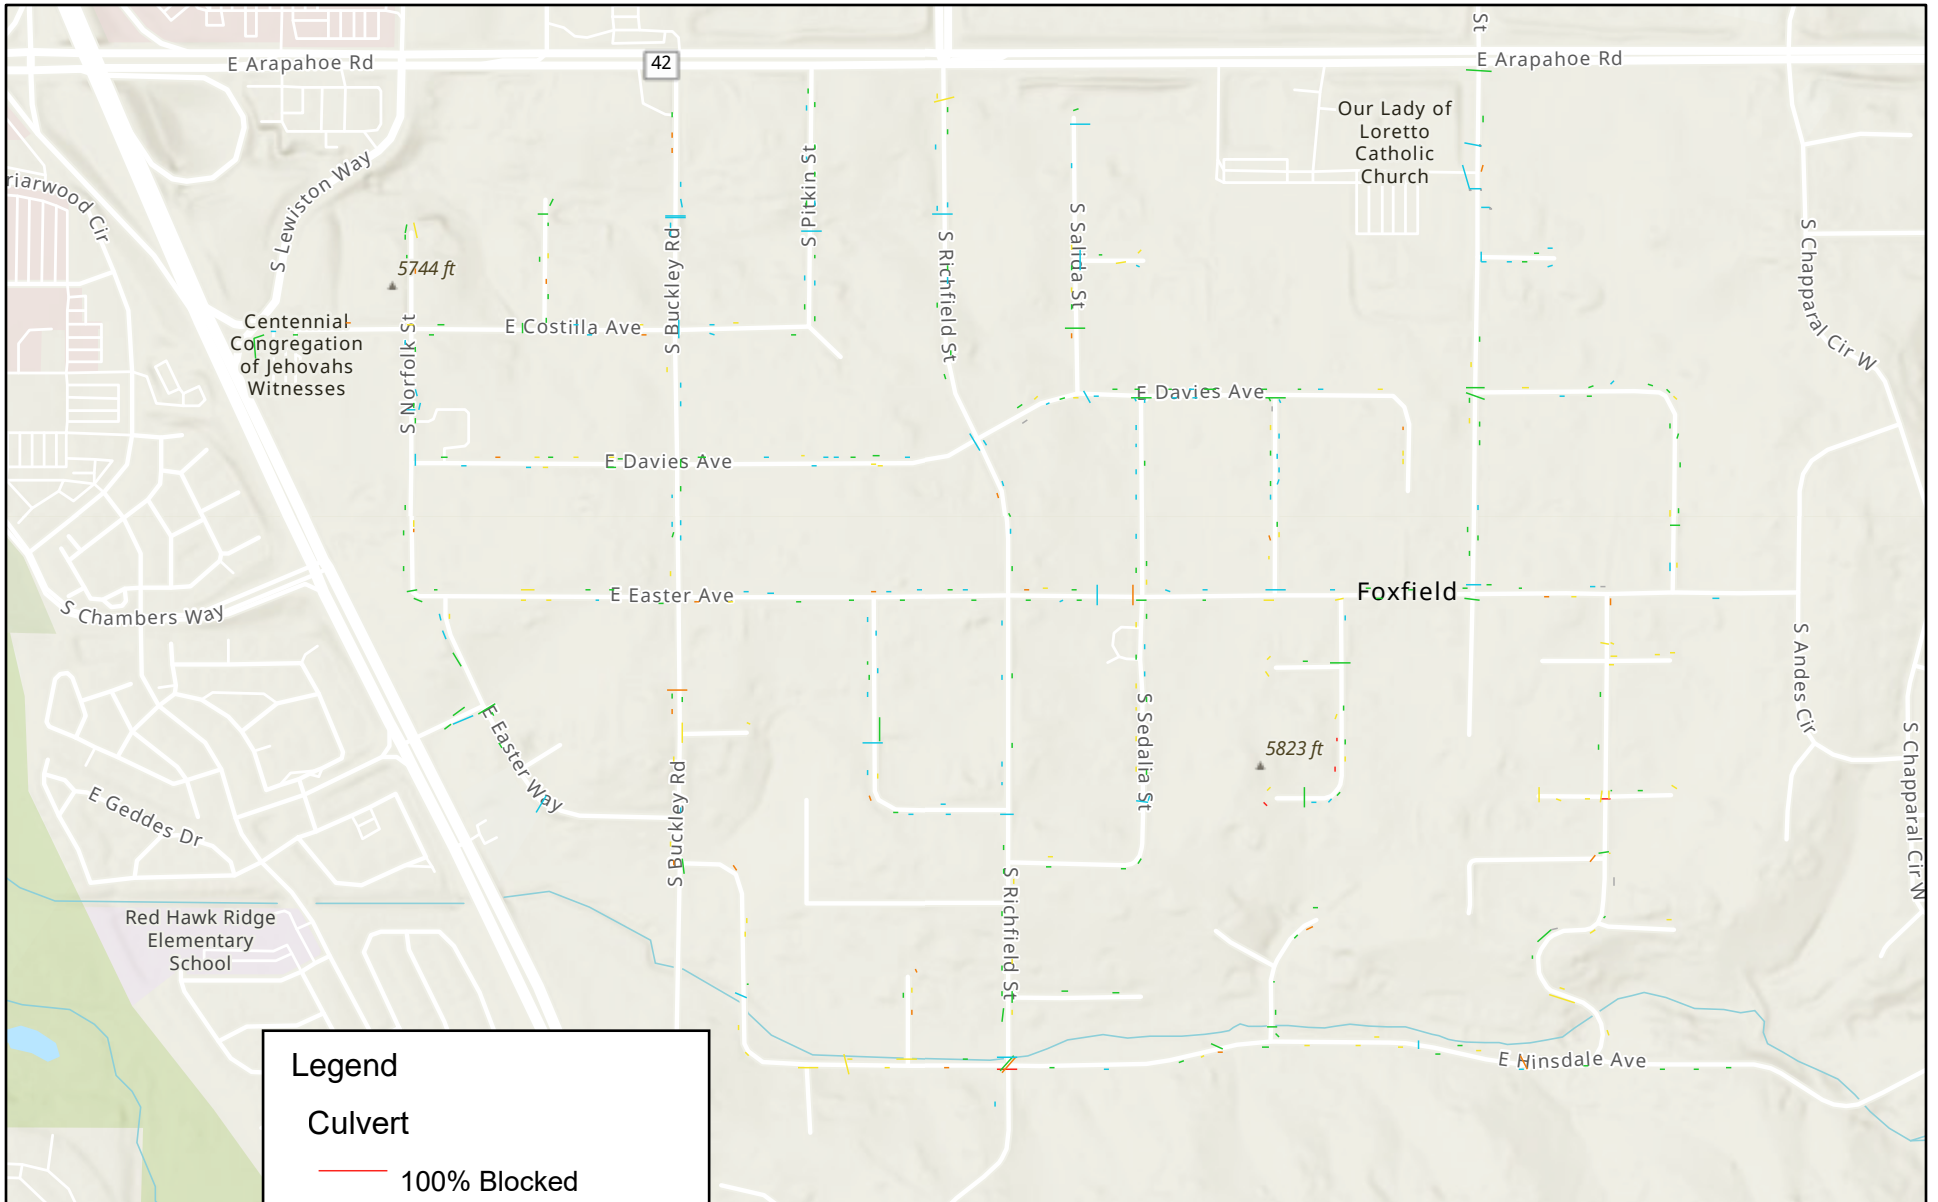 St
E Arapahoe Rd
42
E Arapahoe Rd
Our Lady of
Loretto
Catholic
Church
riarwood Cir
S Lewiston Way
S Pitkin St
S Buckley Rd
S Richfield St
S Salida St
S Chapparal Cir W
5744 ft
Centennial
Congregation
of Jehovahs
Witnesses
S Norfolk St
E Costilla Ave
E Davies Ave
E Davies Ave
E Easter Ave
Foxfield
S Chambers Way
S Andes Cir
S Sedalia St
S Chapparal Cir W
E Easter Way
5823 ft
S Buckley Rd
E Geddes Dr
S Richfield St
Red Hawk Ridge
Elementary
School
E Hinsdale Ave
Legend
Culvert
100% Blocked